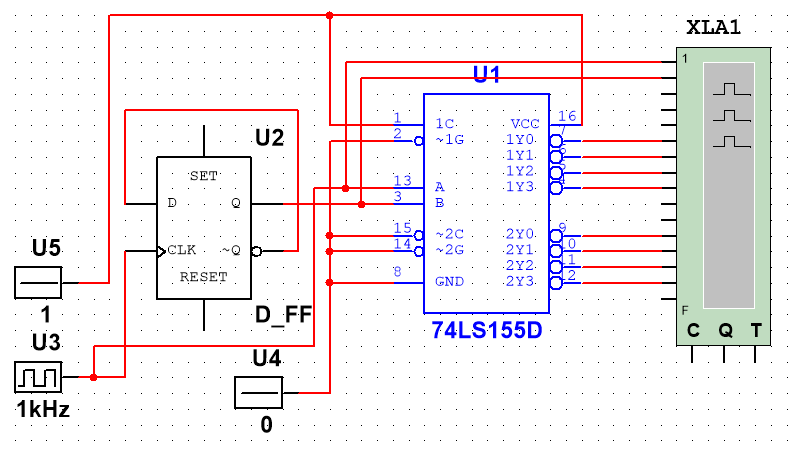 XLA1
1
U1
1 1C VCC 16
2 ~1G 1Y0 7
1Y1 6
U2 1Y2 5
SET 13 A 1Y3 4
D Q 3 B
15 ~2C 2Y0 9
U5 CLK ~Q 14 ~2G 2Y1 10
RESET 2Y2 11
8 GND 2Y3 12
1 D_FF F
U3 74LS155D C Q T
U4
1kHz
0